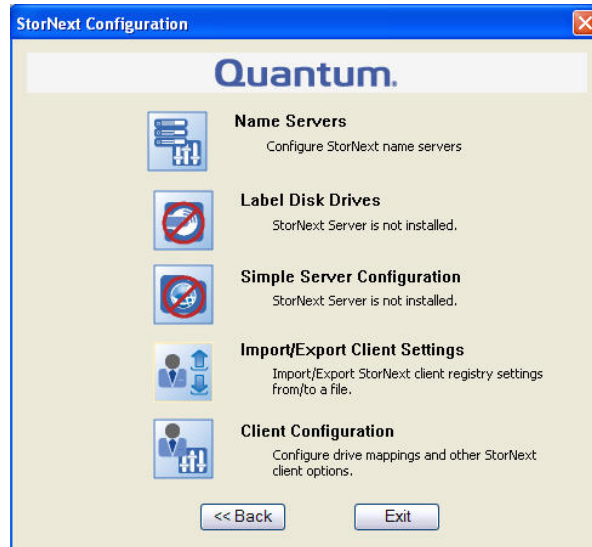 StorNext Configuration
Quantum.
Name Servers
Configure StorNext name servers
Label Disk Drives
StorNext Server is not installed.
Simple Server Configuration
StorNext Server is not installed.
Import/Export Client Settings
Import/Export StorNext client registry settings
from/to a file.
Client Configuration
Configure drive mappings and other StorNext
client options.
<< Back
Exit